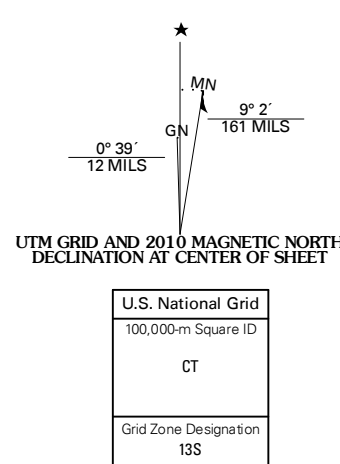 ★
MN
GN
9° 2´
161 MILS
0° 39´
12 MILS
UTM GRID AND 2010 MAGNETIC NORTH
DECLINATION AT CENTER OF SHEET
U.S. National Grid
100,000-m Square ID
CT
Grid Zone Designation
13S